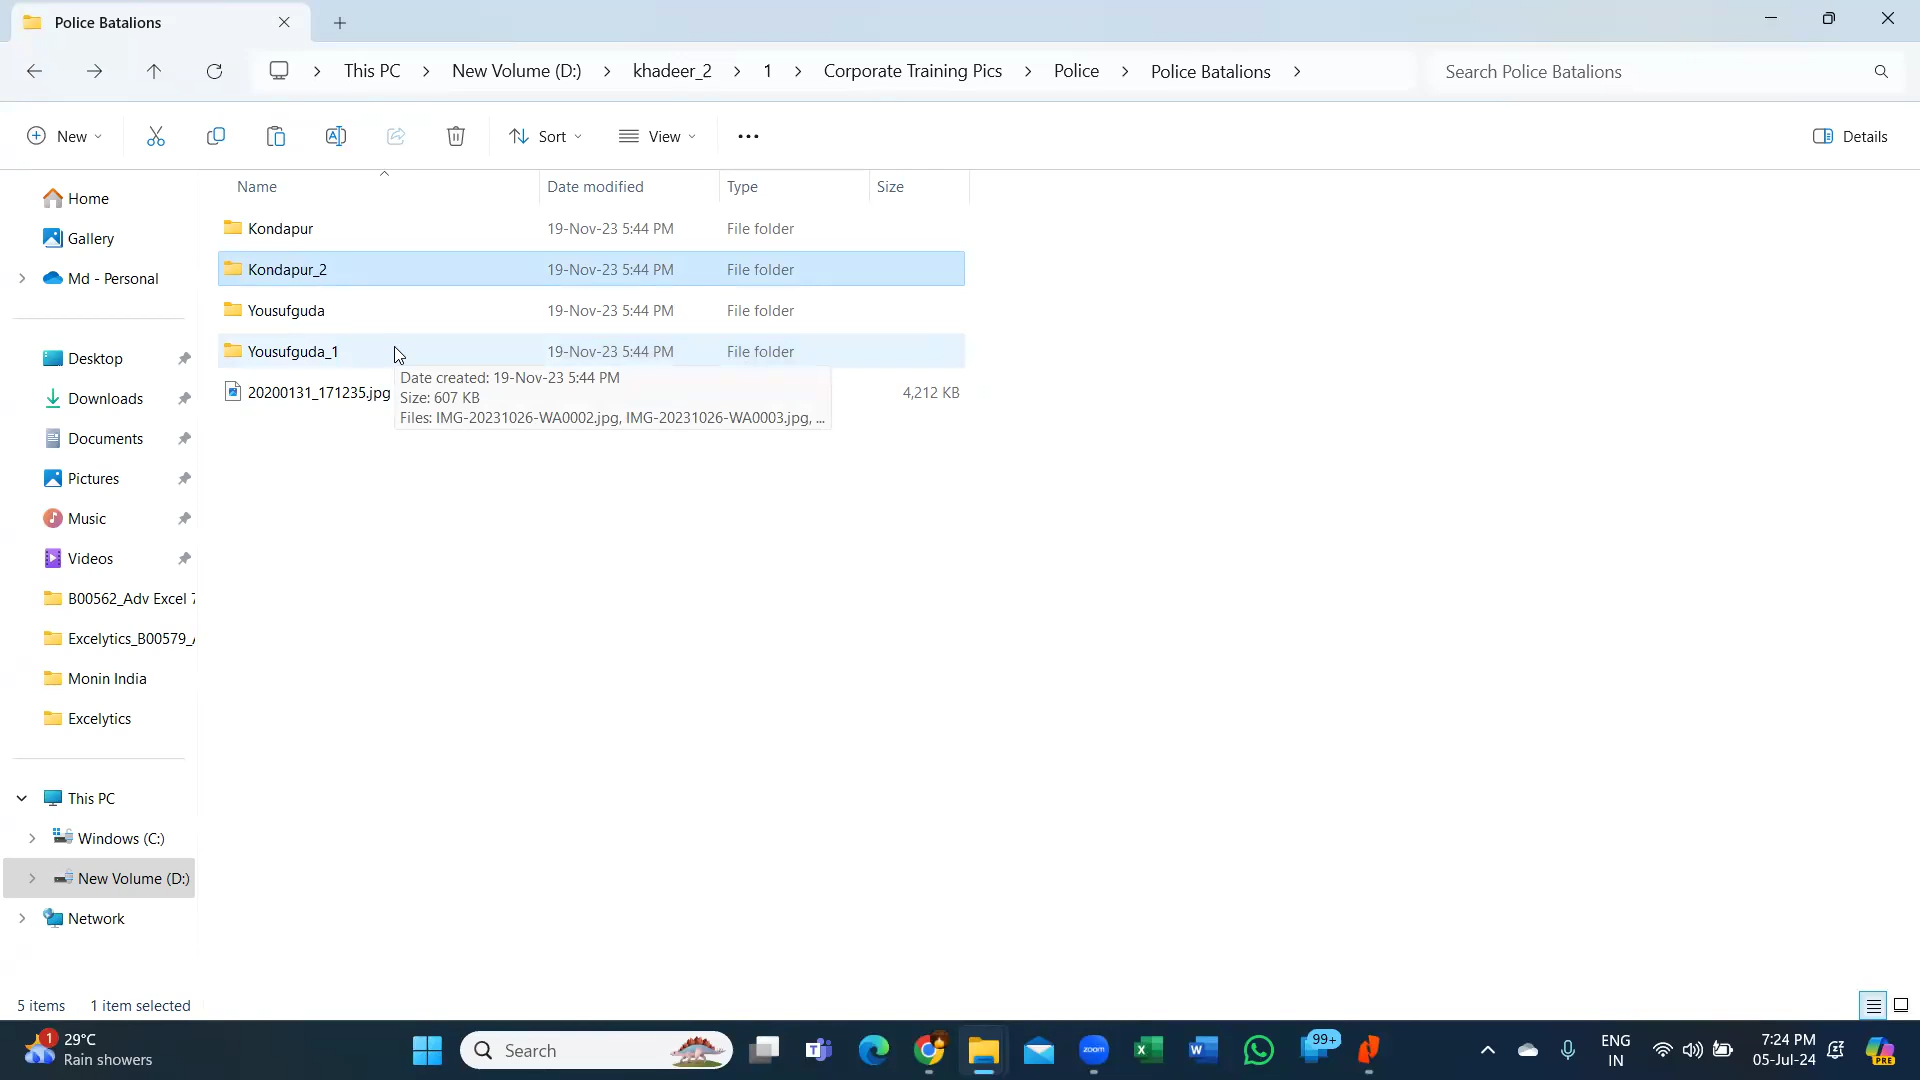 Police Batalions
This PC New Volume (D:) khadeer_2 1 Corporate Training Pics Police Police Batalions Search Police Batalions
New Sort View Details
Name Date modified Type Size
Home
Gallery
Md - Personal
Desktop
Downloads
Documents
Pictures
Music
Videos
B00562_Adv Excel 7
Excelytics_B00579_A
Monin India
Excelytics
This PC
Windows (C:)
New Volume (D:)
Network
Kondapur 19-Nov-23 5:44 PM File folder
Kondapur_2 19-Nov-23 5:44 PM File folder
Yousufguda 19-Nov-23 5:44 PM File folder
Yousufguda_1 19-Nov-23 5:44 PM File folder
20200131_171235.jpg 4,212 KB
Date created: 19-Nov-23 5:44 PM
Size: 607 KB
Files: IMG-20231026-WA0002.jpg, IMG-20231026-WA0003.jpg, ...
5 items 1 item selected
1 29°C
Rain showers
Search
zoom
99+
ENG
IN
7:24 PM
05-Jul-24
PRE